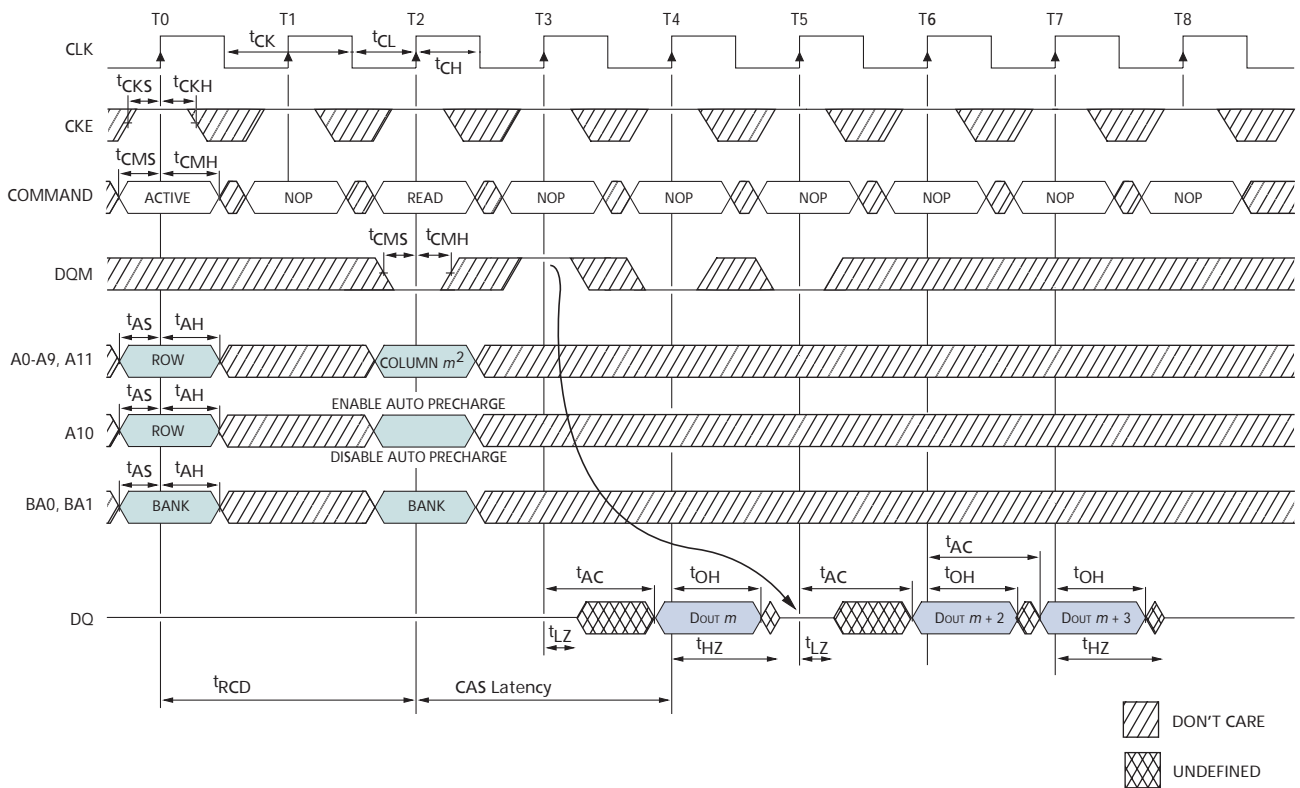 T0 T1 T2 T3 T4 T5 T6 T7 T8
CLK tCK tCL tCH
tCKS tCKH
CKE
tCMS tCMH
COMMAND ACTIVE NOP READ NOP NOP NOP NOP NOP NOP
tCMS tCMH
DQM
tAS tAH
A0-A9, A11 ROW COLUMN m²
tAS tAH ENABLE AUTO PRECHARGE
A10 ROW
DISABLE AUTO PRECHARGE
tAS tAH
BA0, BA1 BANK BANK
tAC
tAC tOH tAC tOH tOH
DQ DOUT m DOUT m + 2 DOUT m + 3
tLZ tHZ tLZ tHZ
tRCD CAS Latency
DON'T CARE
UNDEFINED